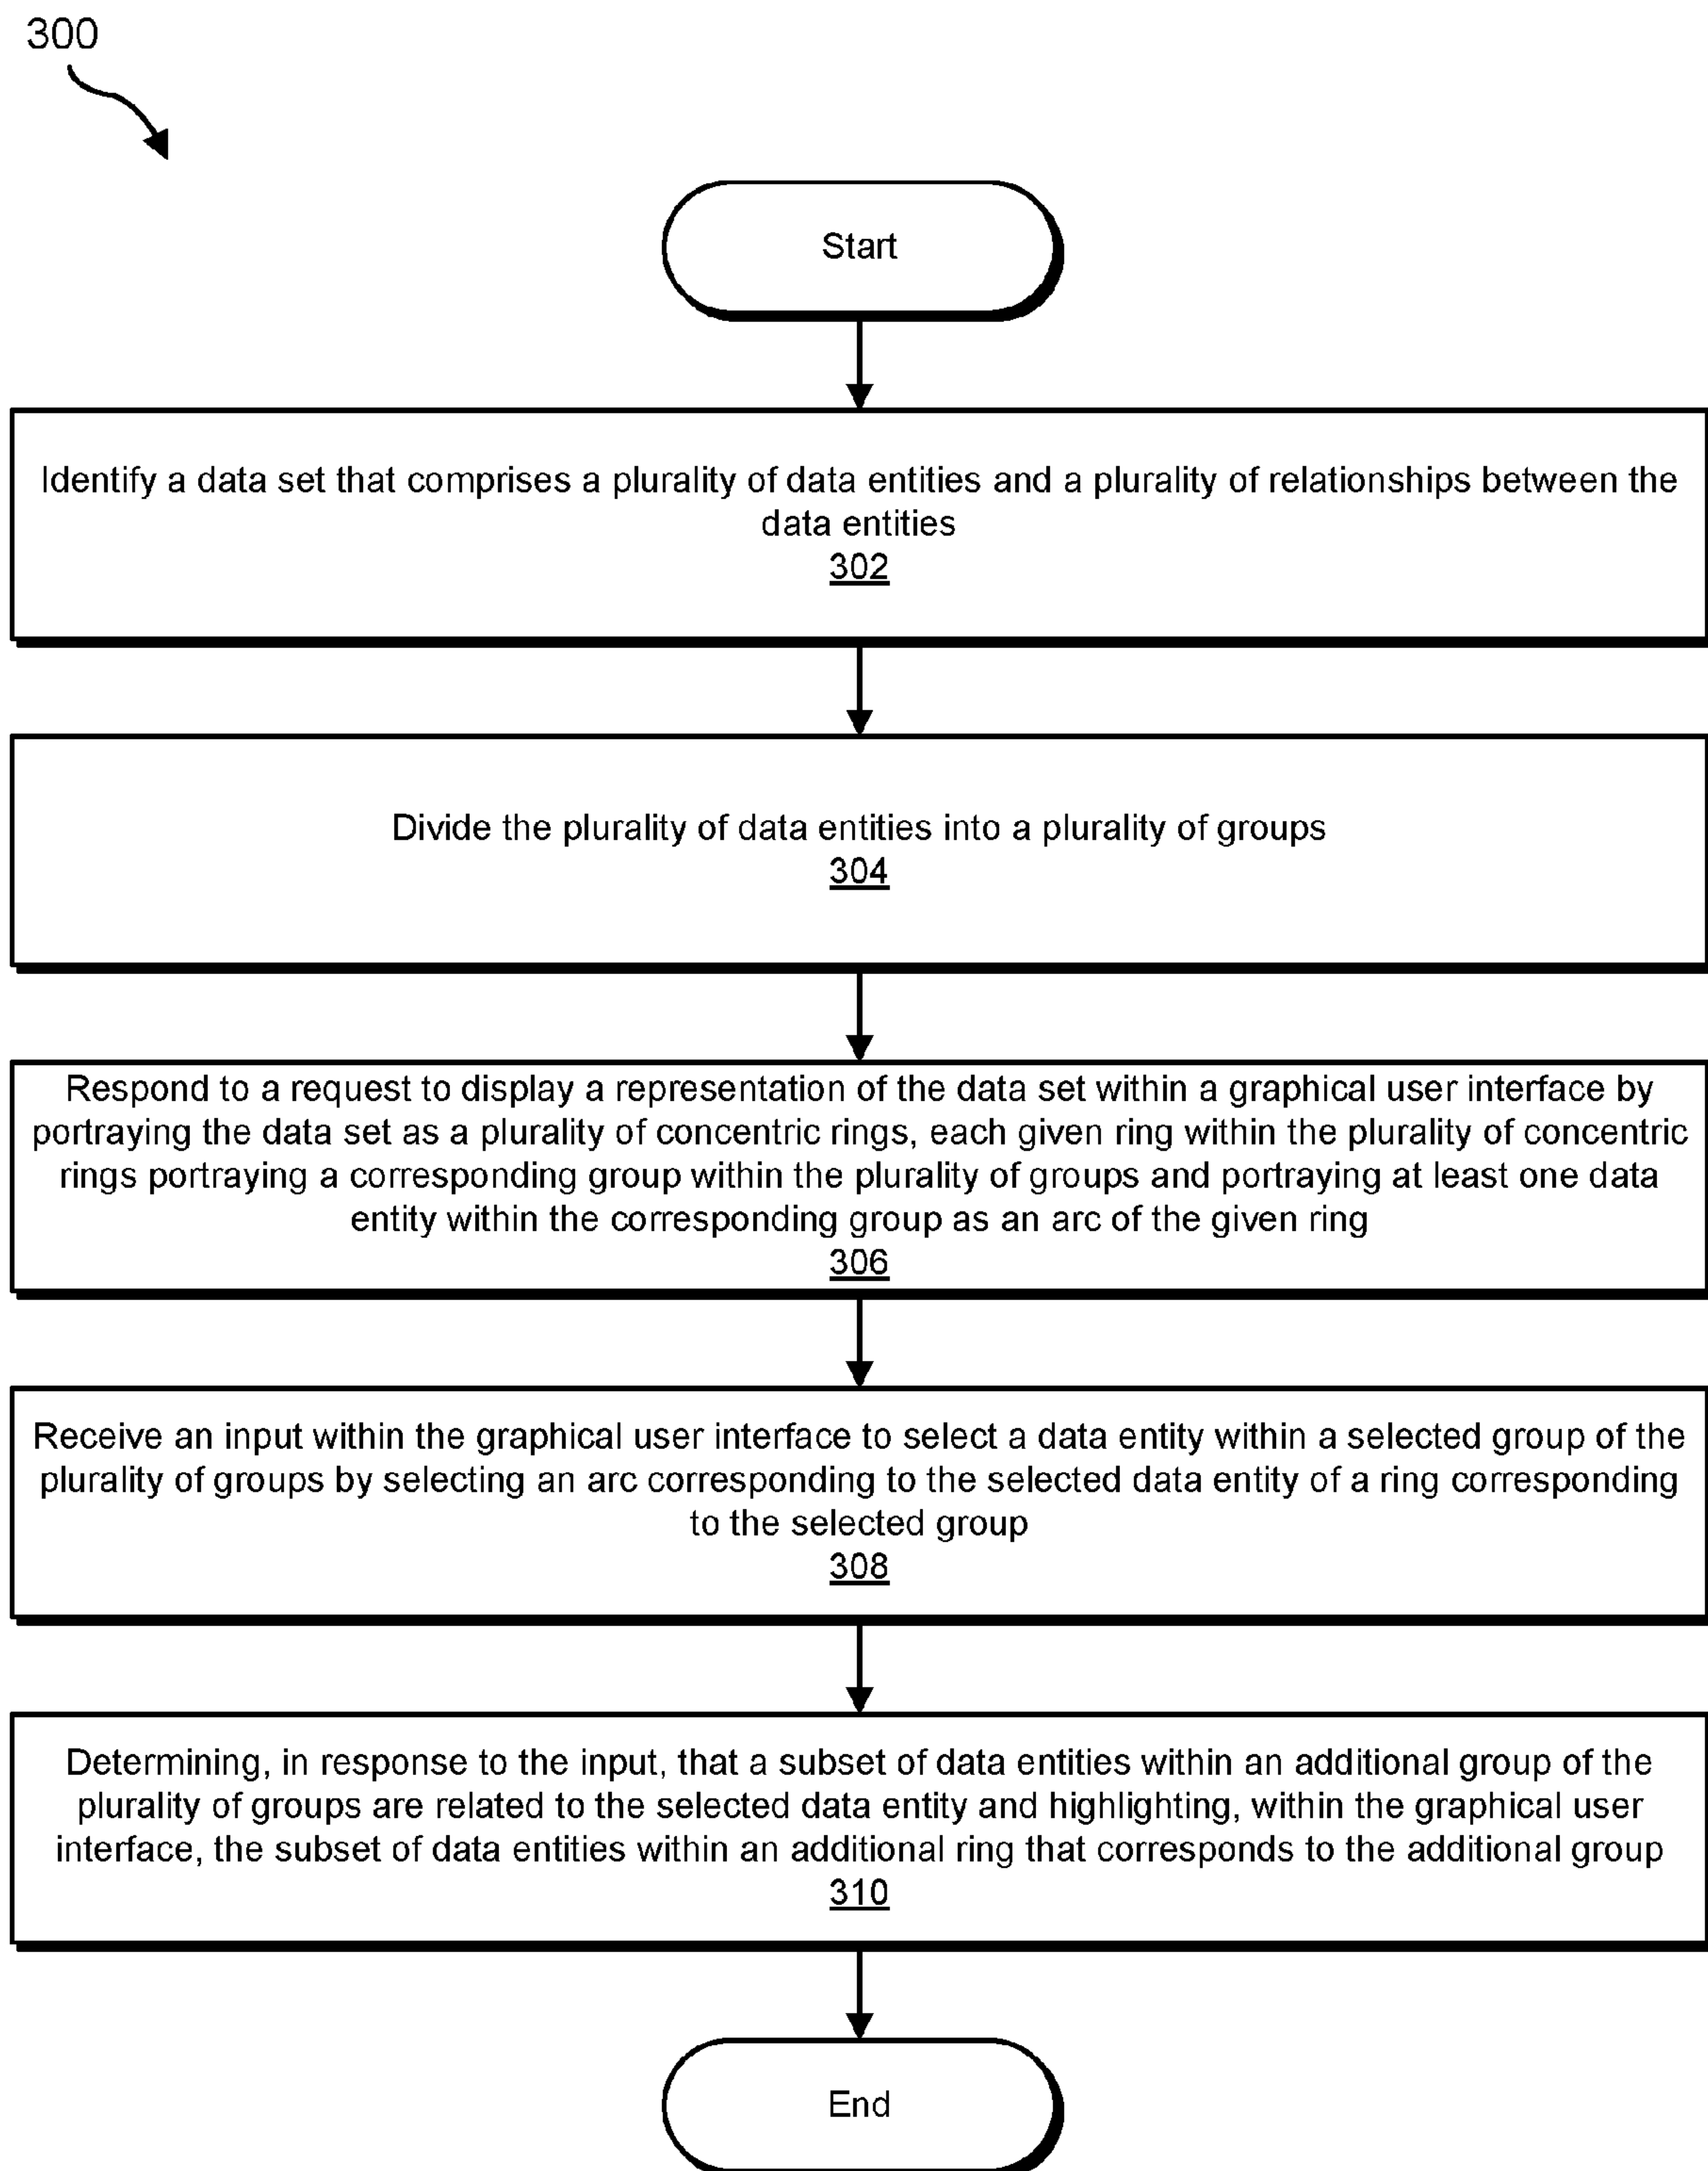 300
Start
Identify a data set that comprises a plurality of data entities and a plurality of relationships between the
data entities
302
Divide the plurality of data entities into a plurality of groups
304
Respond to a request to display a representation of the data set within a graphical user interface by
portraying the data set as a plurality of concentric rings, each given ring within the plurality of concentric
rings portraying a corresponding group within the plurality of groups and portraying at least one data
entity within the corresponding group as an arc of the given ring
306
Receive an input within the graphical user interface to select a data entity within a selected group of the
plurality of groups by selecting an arc corresponding to the selected data entity of a ring corresponding
to the selected group
308
Determining, in response to the input, that a subset of data entities within an additional group of the
plurality of groups are related to the selected data entity and highlighting, within the graphical user
interface, the subset of data entities within an additional ring that corresponds to the additional group
310
End